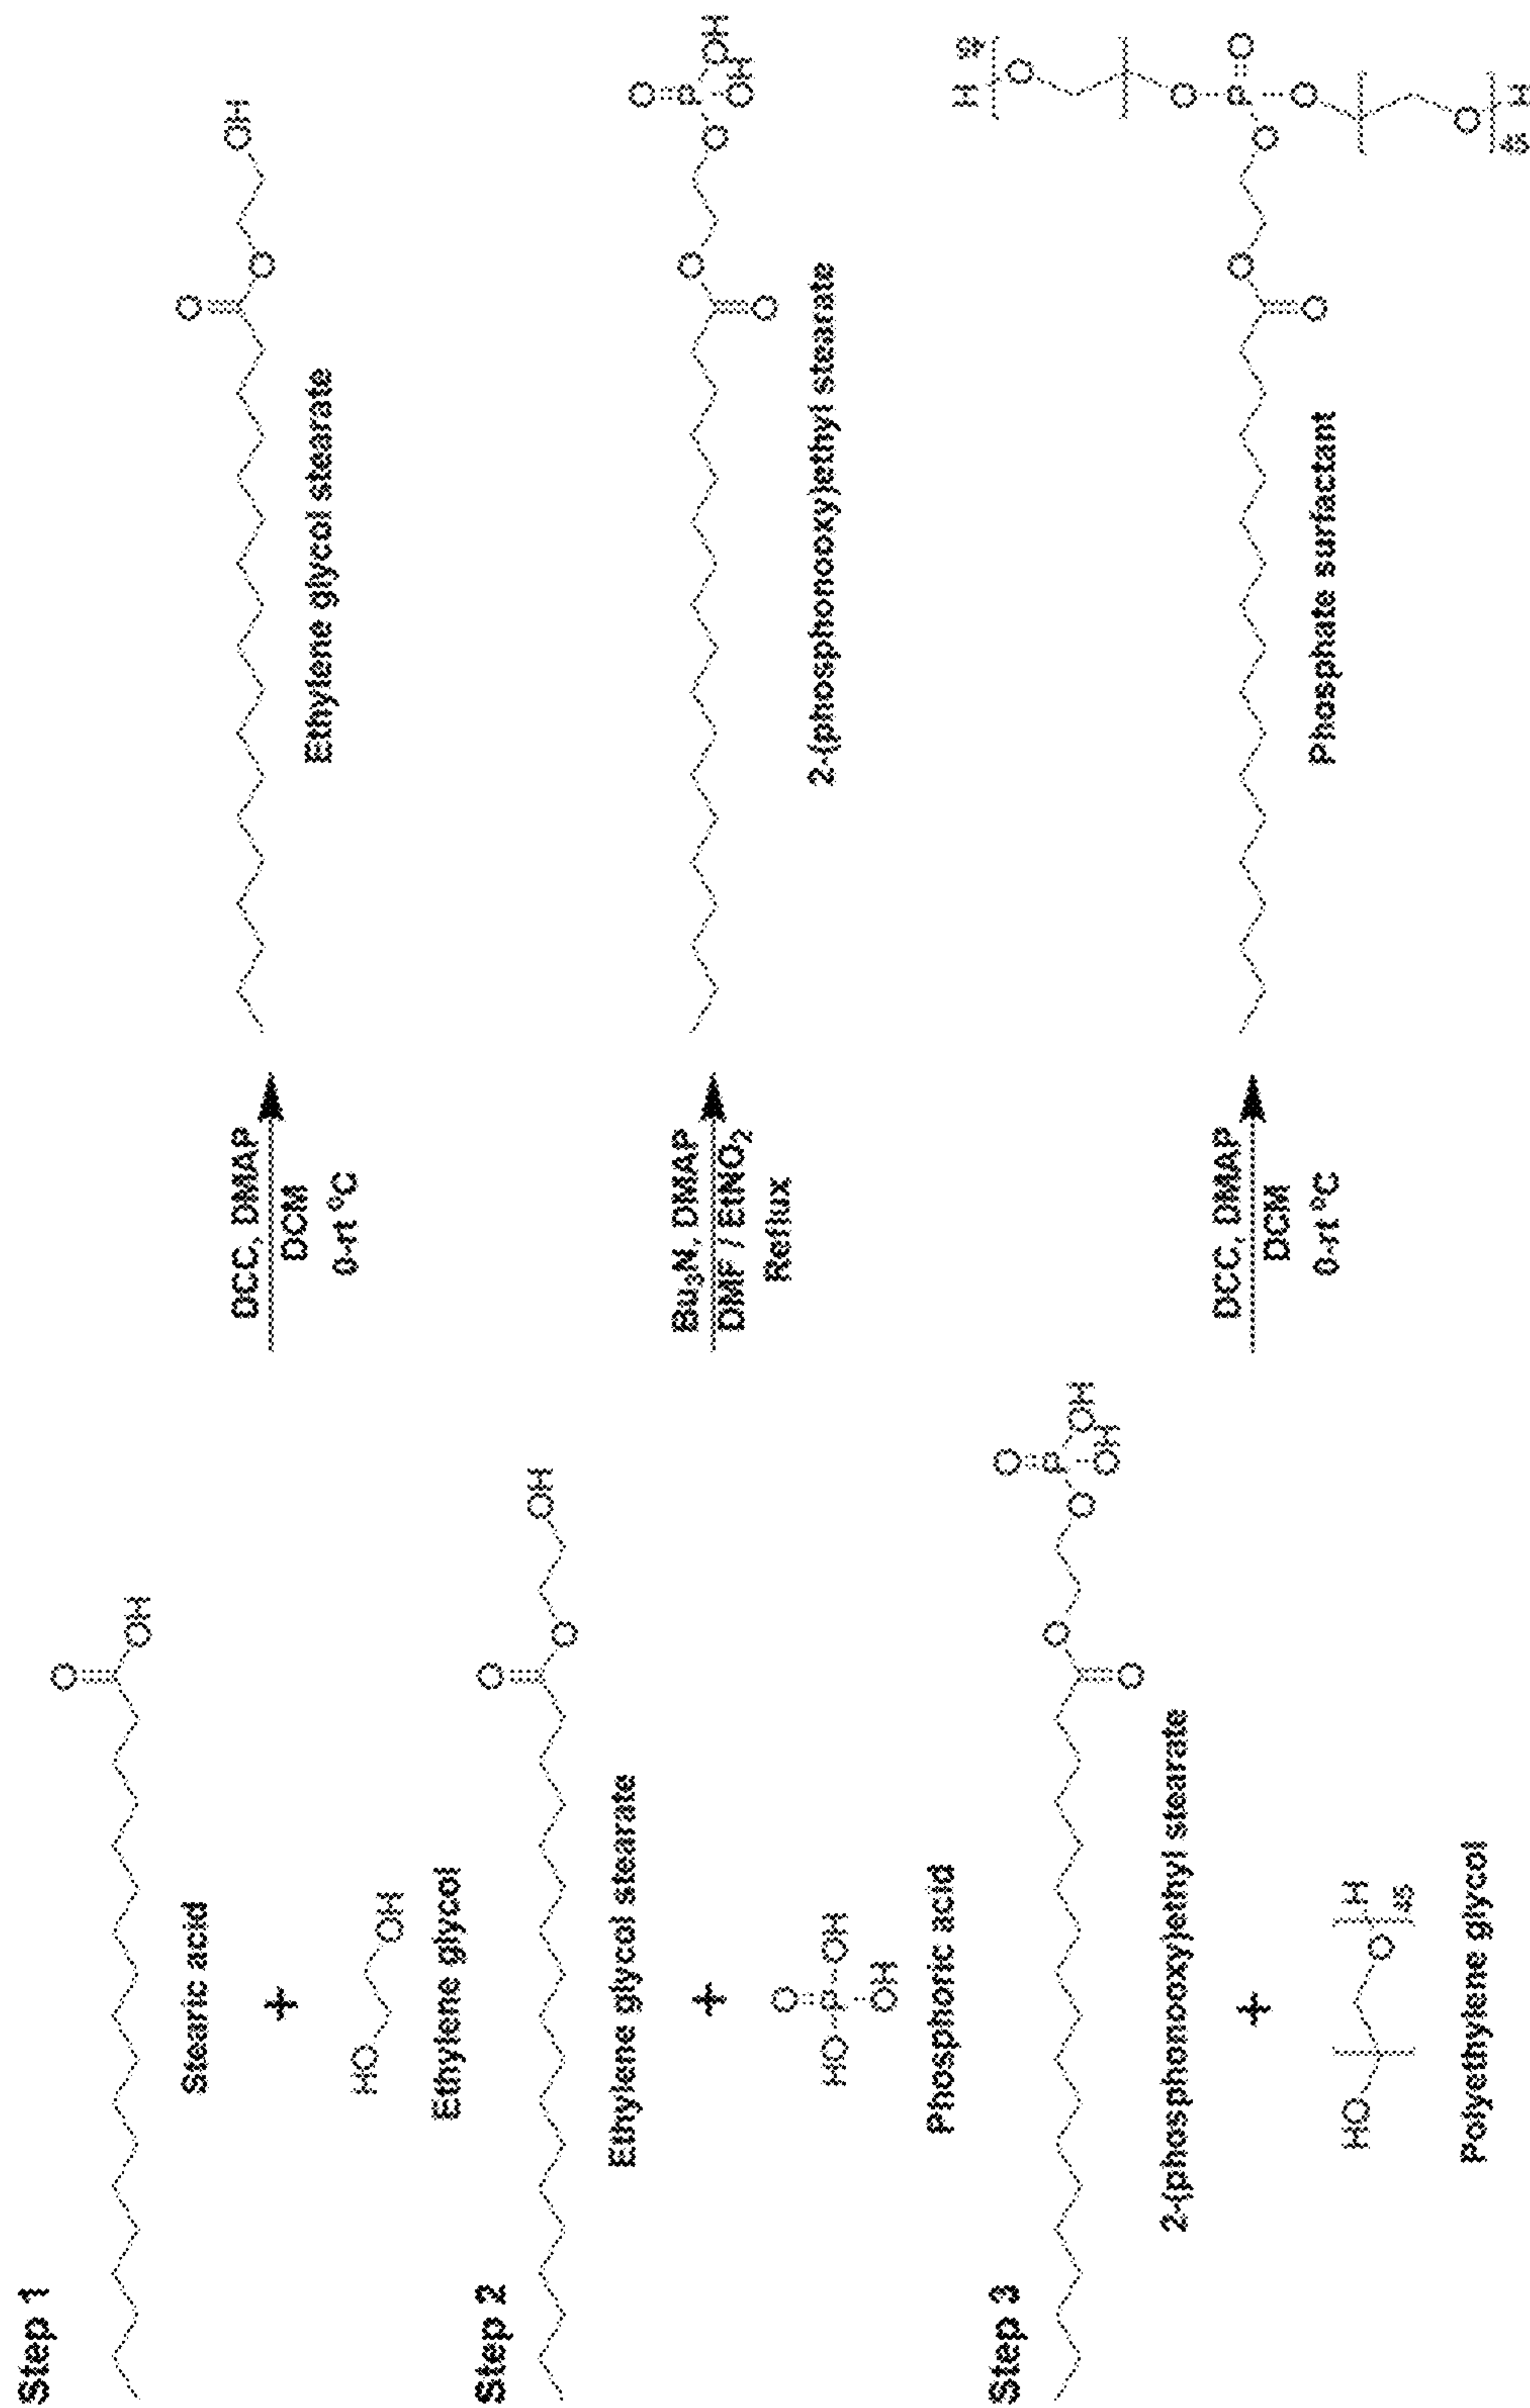 Step 1
O
OH
Stearic acid
+
HO
OH
Ethylene glycol
DCC, DMAP
DCM
0-rt °C
O
O
OH
Ethylene glycol stearate
Step 2
O
O
OH
Ethylene glycol stearate
+
O
HO-P-OH
OH
Phosphoric acid
Bu3N, DMAP
DMF / EtNO2
Reflux
O
O
O
O
P
OH
OH
2-(phosphonooxy)ethyl stearate
Step 3
O
O
O
O
P
OH
OH
2-(phosphonooxy)ethyl stearate
+
HO
O
H
45
Polyethylene glycol
DCC, DMAP
DCM
0-rt °C
H
O
O
O
O
O
P
O
O
O
45
H
Phosphate surfactant